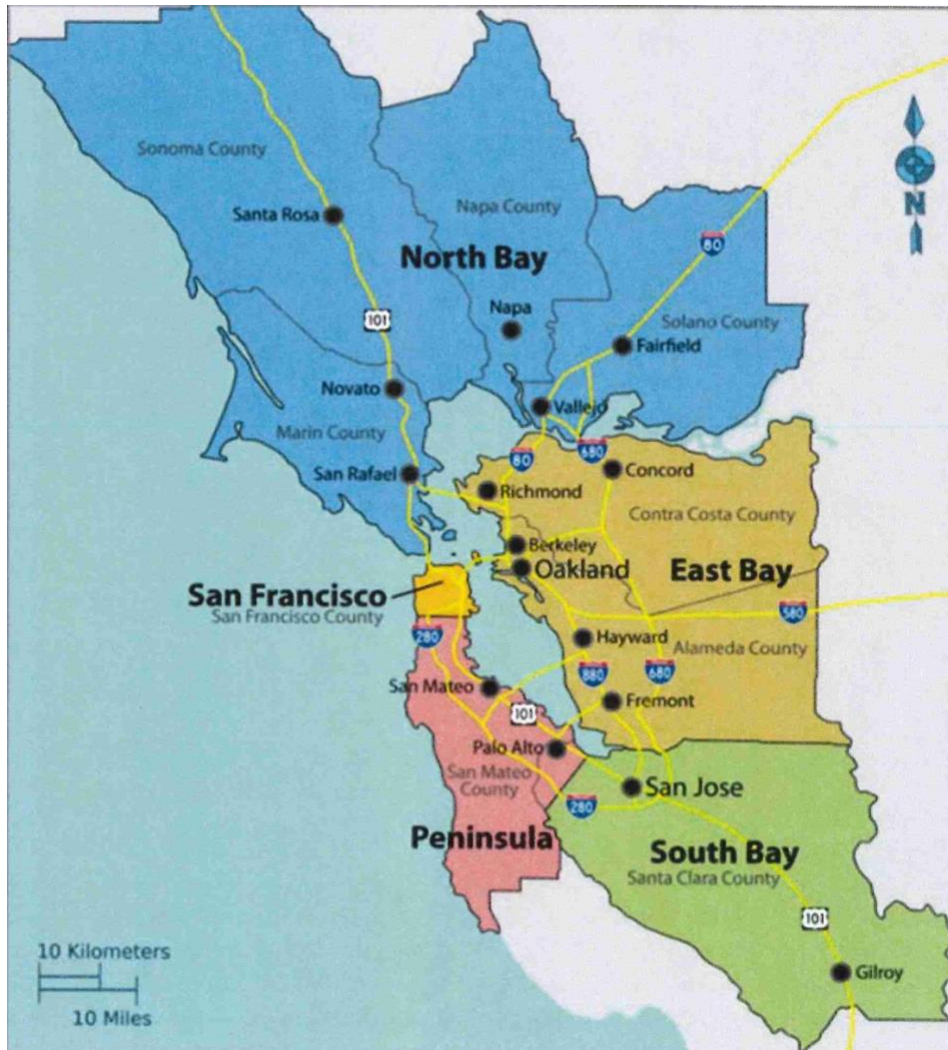 Sonoma County
Napa County
Santa Rosa
North Bay
N
80
Napa
101
Solano County
Fairfield
Novato
Vallejo
Marin County
80
680
San Rafael
Richmond
Concord
Contra Costa County
Berkeley
Oakland
East Bay
San Francisco
San Francisco County
580
280
Hayward
Alameda County
880
680
San Mateo
101
Fremont
Palo Alto
San Mateo
County
San Jose
280
Peninsula
South Bay
Santa Clara County
101
10 Kilometers
Gilroy
10 Miles